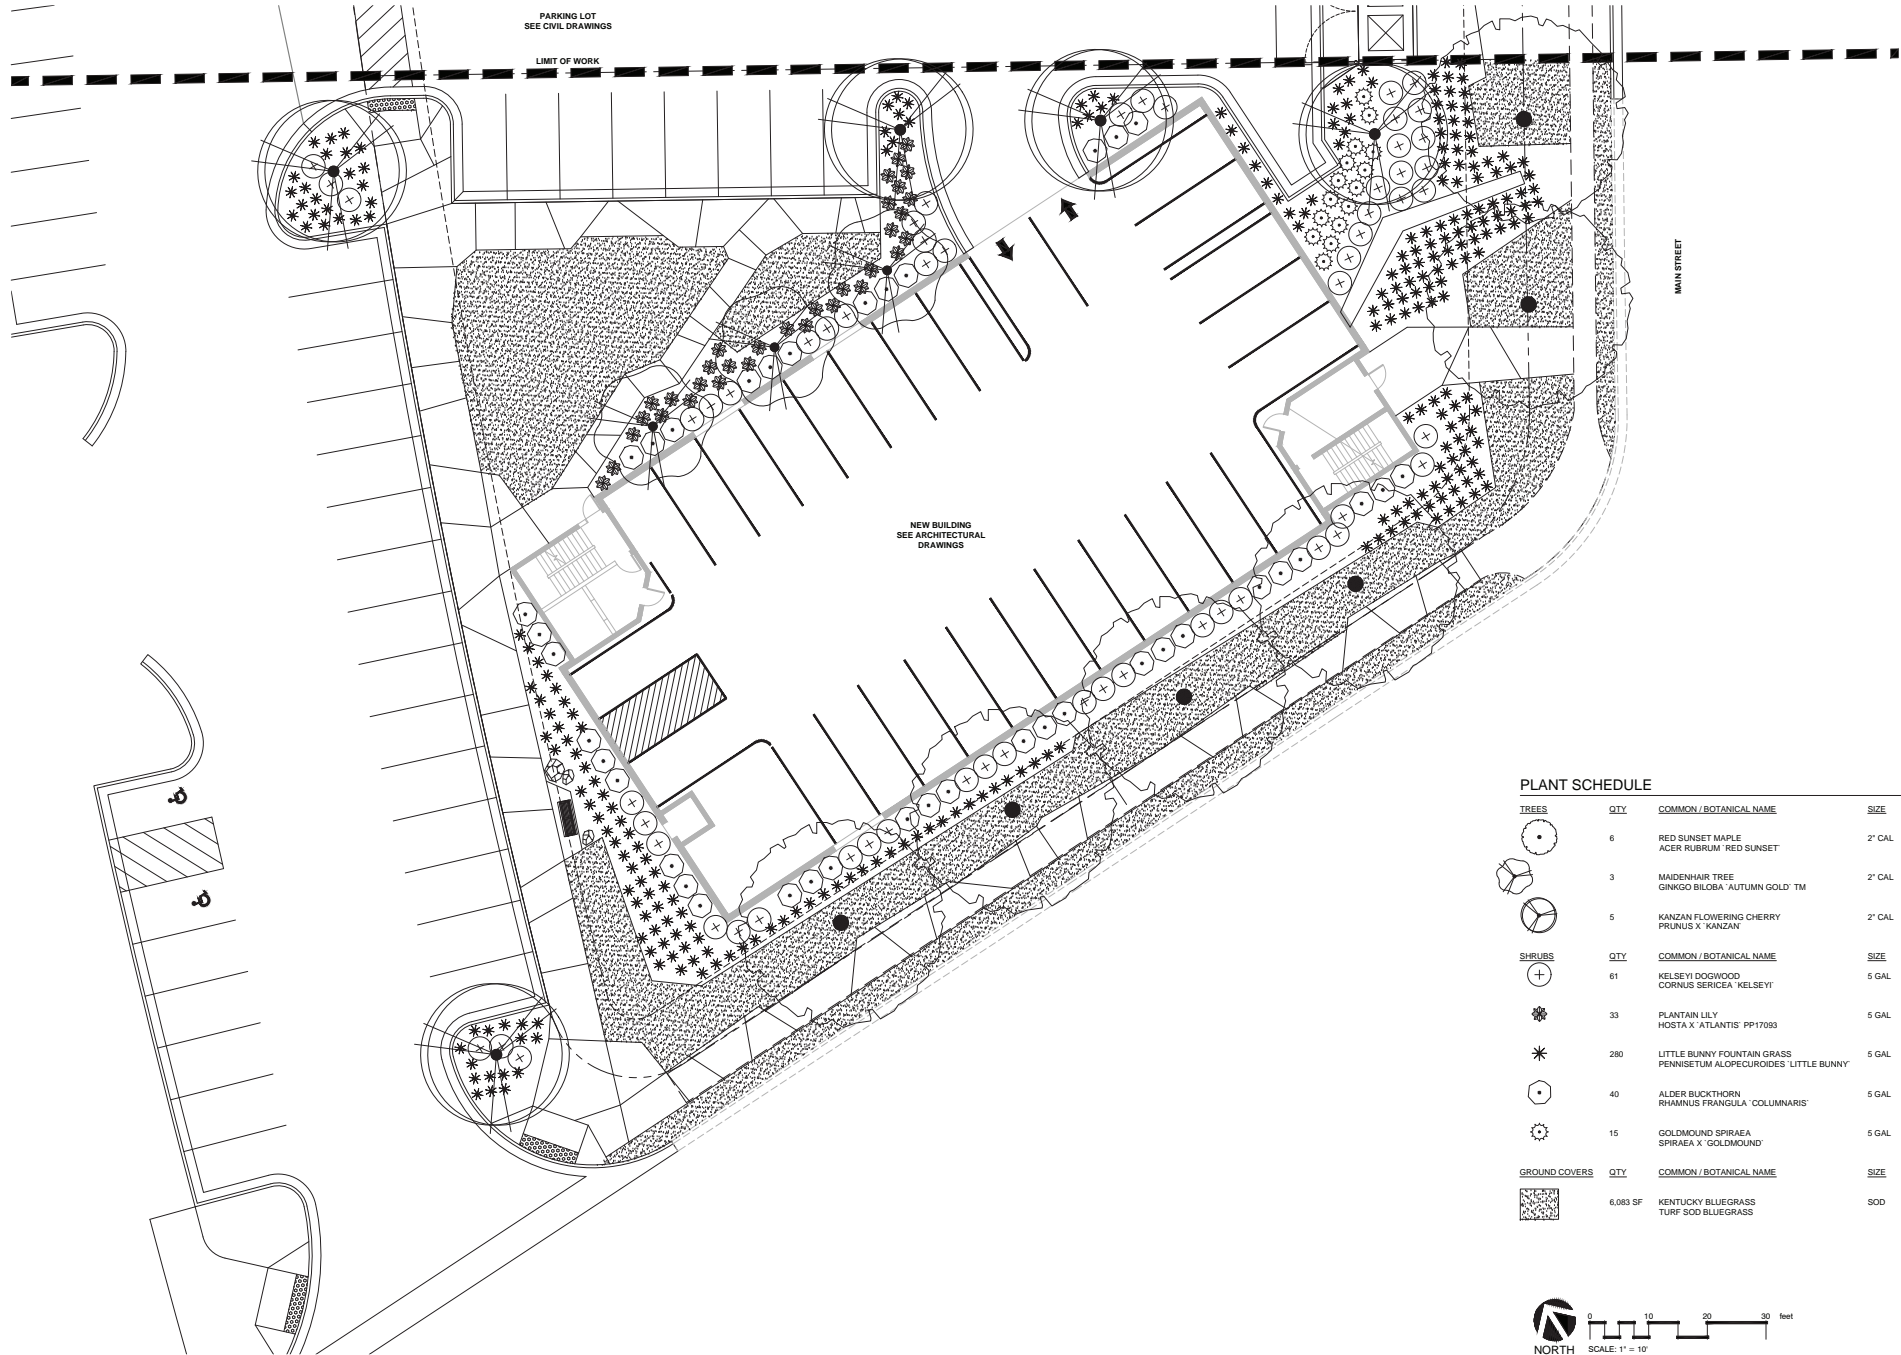 PARKING LOT
SEE CIVIL DRAWINGS
LIMIT OF WORK
MAIN STREET
NEW BUILDING
SEE ARCHITECTURAL
DRAWINGS
PLANT SCHEDULE
TREES QTY COMMON / BOTANICAL NAME SIZE
6 RED SUNSET MAPLE 2" CAL
ACER RUBRUM `RED SUNSET`
3 MAIDENHAIR TREE 2" CAL
GINKGO BILOBA `AUTUMN GOLD` TM
5 KANZAN FLOWERING CHERRY 2" CAL
PRUNUS X `KANZAN`
SHRUBS QTY COMMON / BOTANICAL NAME SIZE
61 KELSEYI DOGWOOD 5 GAL
CORNUS SERICEA `KELSEYI`
33 PLANTAIN LILY 5 GAL
HOSTA X `ATLANTIS` PP17093
280 LITTLE BUNNY FOUNTAIN GRASS 5 GAL
PENNISETUM ALOPECUROIDES `LITTLE BUNNY`
40 ALDER BUCKTHORN 5 GAL
RHAMNUS FRANGULA `COLUMNARIS`
15 GOLDMOUND SPIRAEA 5 GAL
SPIRAEA X `GOLDMOUND`
GROUND COVERS QTY COMMON / BOTANICAL NAME SIZE
6,083 SF KENTUCKY BLUEGRASS SOD
TURF SOD BLUEGRASS
0 10 20 30 feet
NORTH SCALE: 1" = 10'